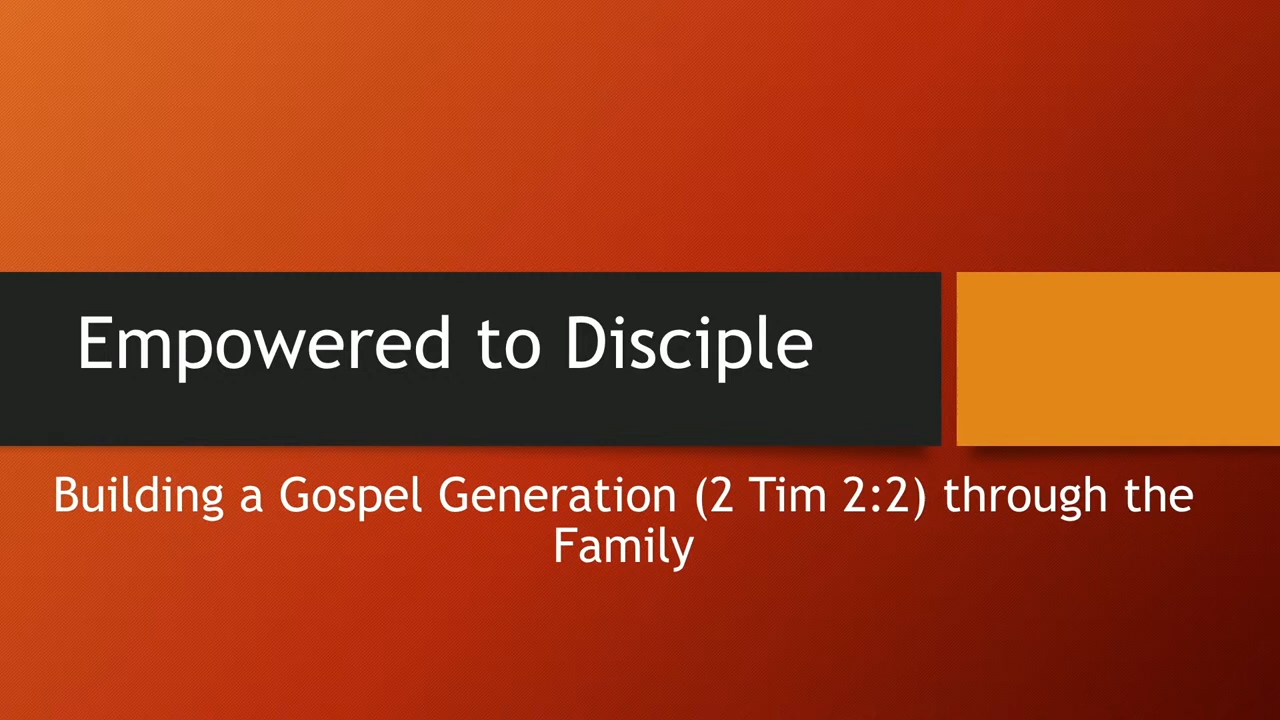 Empowered to Disciple
Building a Gospel Generation (2 Tim 2:2) through the
Family